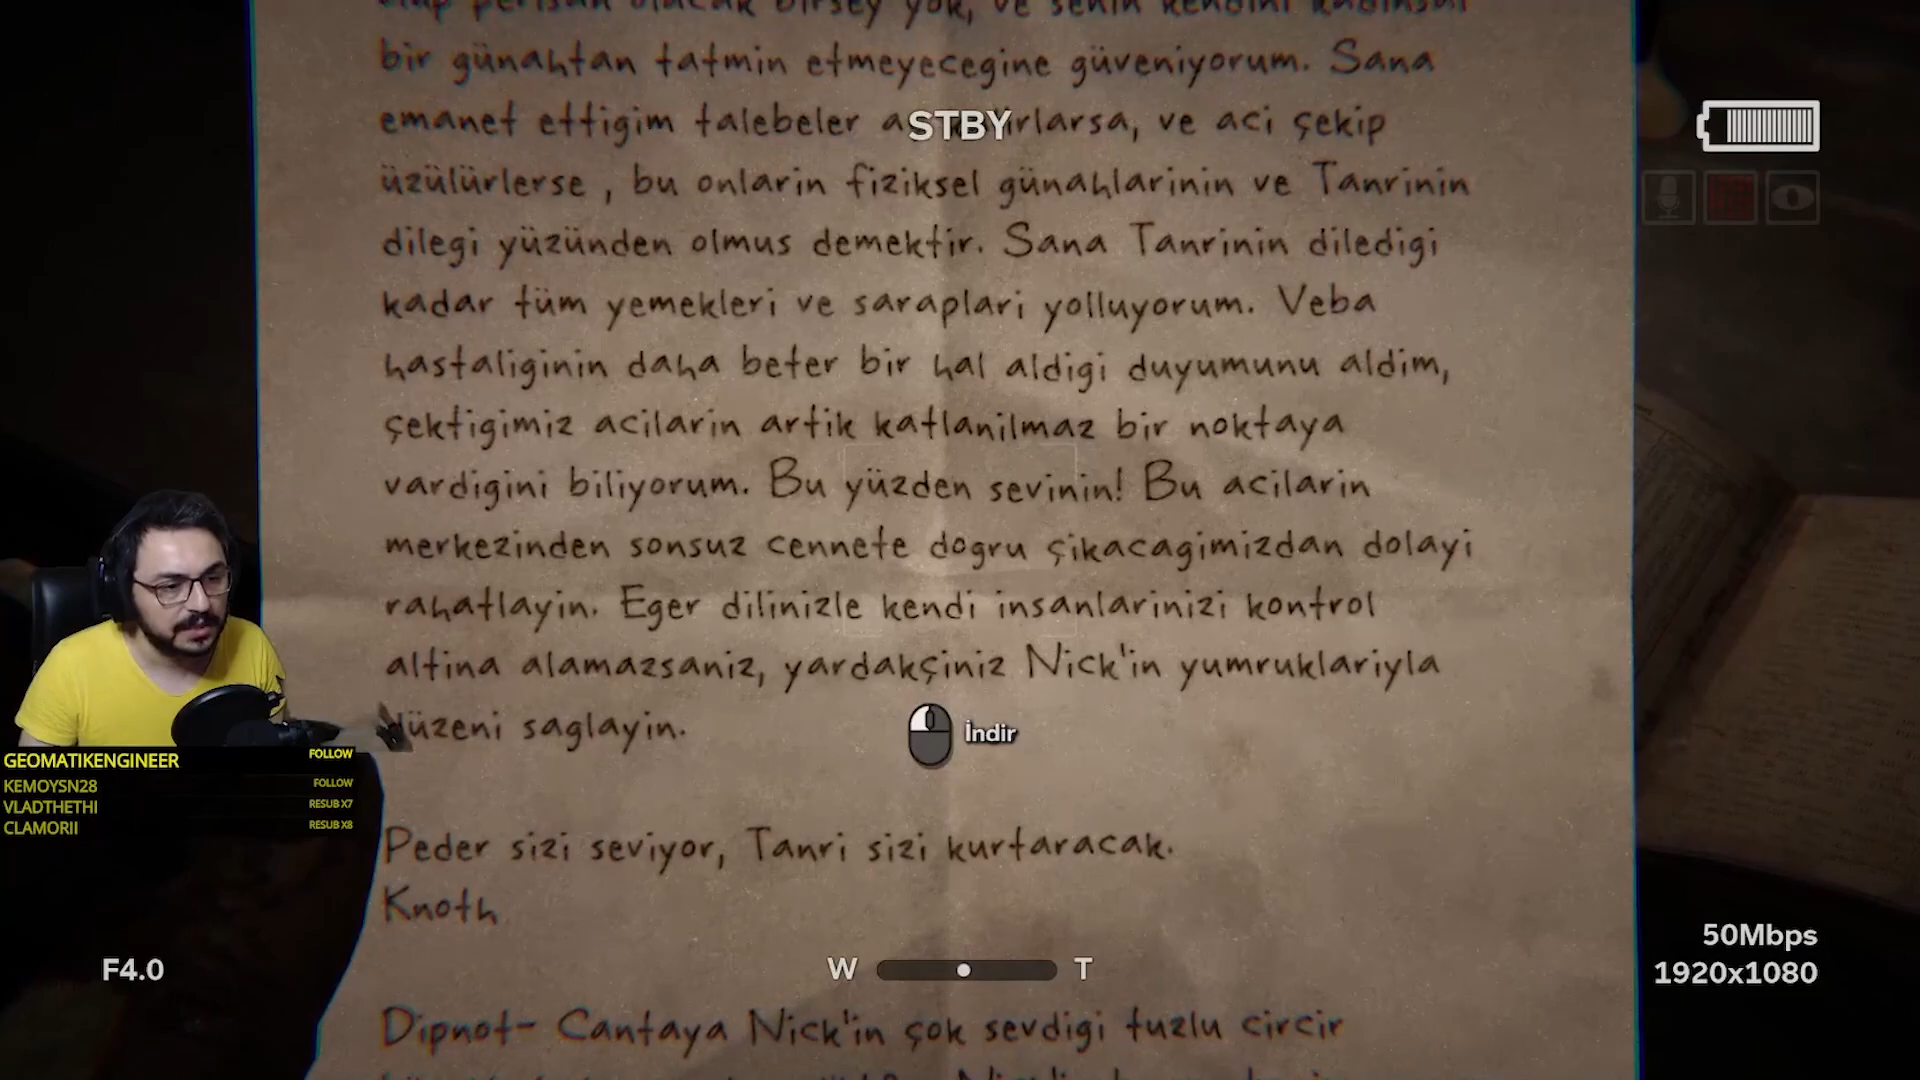 bir günahtan tatmin etmeyecegine güveniyorum. Sana
emanet ettigim talebeler
STBY
ve aci çekip
üzülürlerse , bu onlarin fiziksel günahlarinin ve Tanrinin
dilegi yüzünden olmus demektir. Sana Tanrinin diledigi
kadar tüm yemekleri ve saraplari yolluyorum. Veba
hastaliginin daha beter bir hal aldigi duyumunu aldim,
çektigimiz acilarin artik katlanilmaz bir noktaya
vardigini biliyorum. Bu yüzden sevinin! Bu acilarin
merkezinden sonsuz cennete dogru çikacagimizdan dolayi
rahatlayin. Eger dilinizle kendi insanlarinizi kontrol
altina alamazsaniz, yardakçiniz Nick'in yumruklariyla
düzeni saglayin.
İndir
Peder sizi seviyor, Tanri sizi kurtaracak.
Knoth
Dipnot- Cantaya Nick'in çok sevdigi tuzlu circir
GEOMATIKENGINEER FOLLOW
KEMOYSN28 FOLLOW
VLADTHETHI RESUB X7
CLAMORII RESUB X8
F4.0
W T
50Mbps
1920x1080